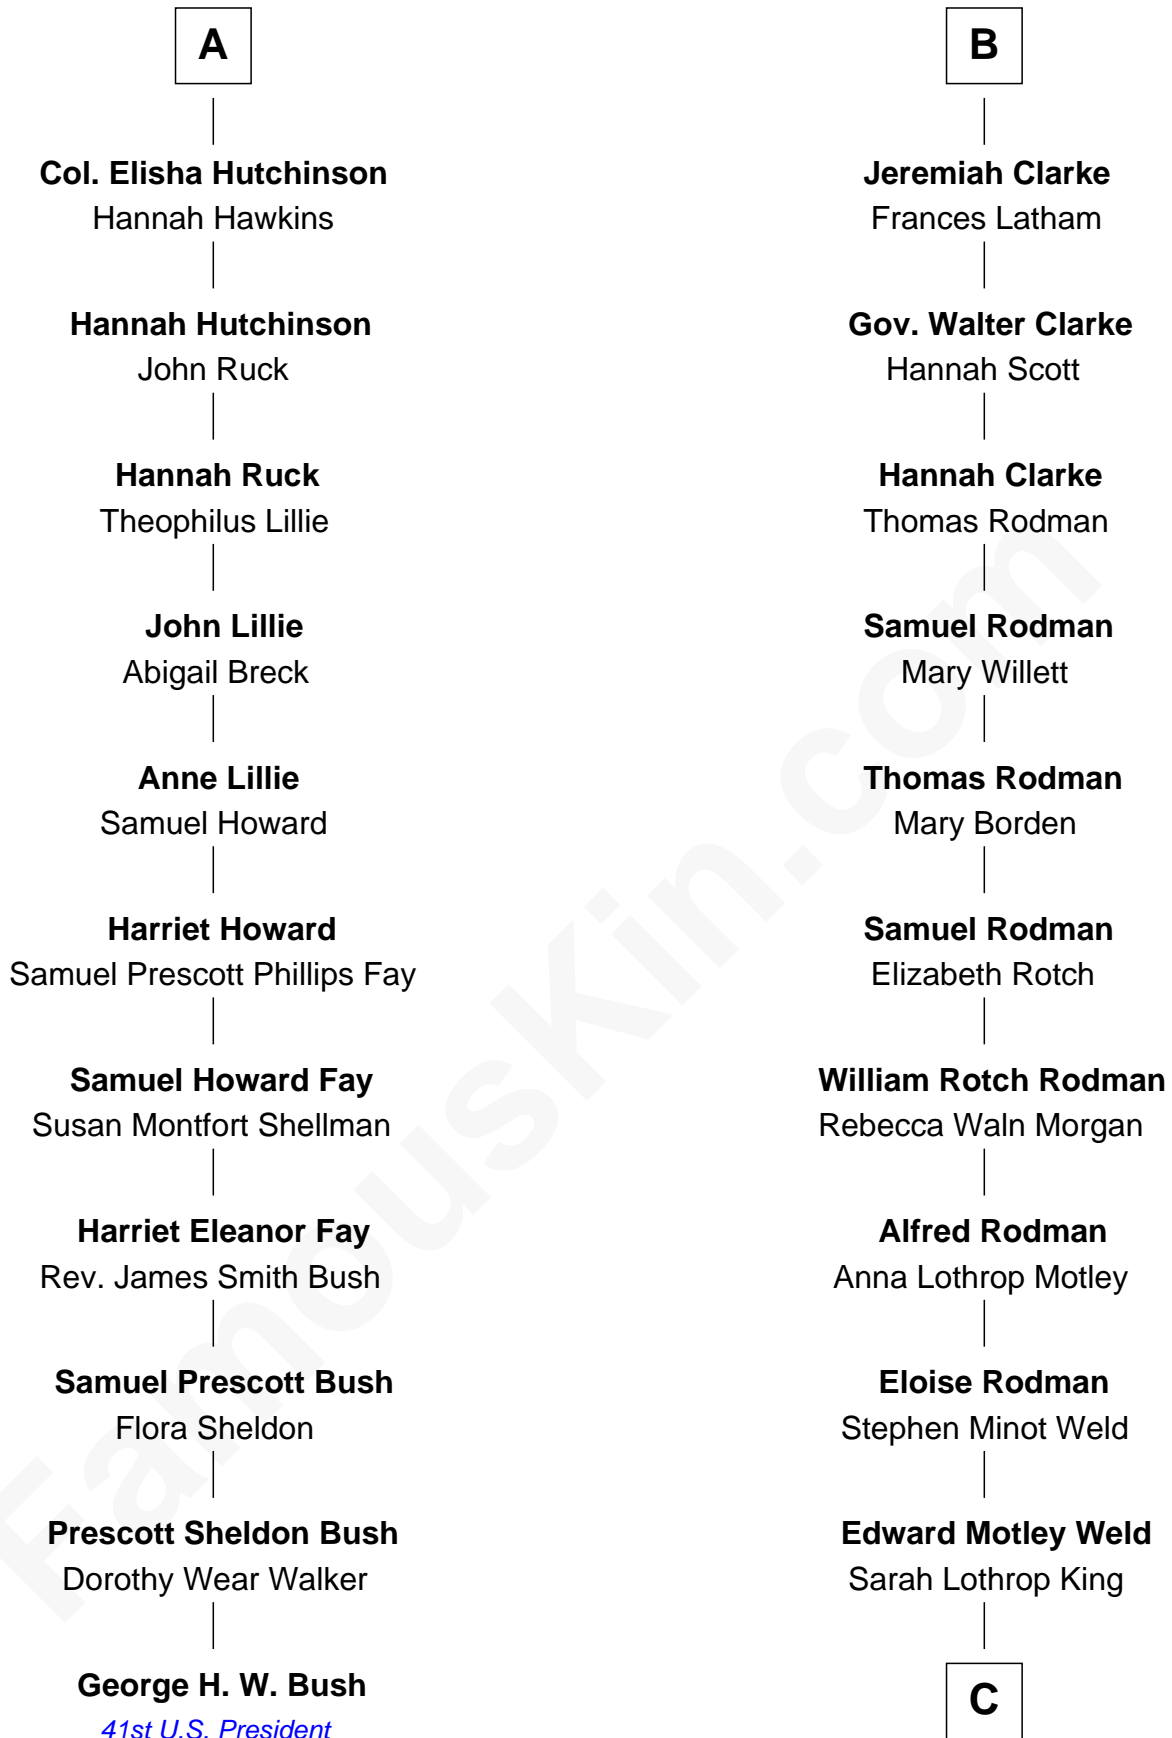 A
Col. Elisha Hutchinson
Hannah Hawkins
Hannah Hutchinson
John Ruck
Hannah Ruck
Theophilus Lillie
John Lillie
Abigail Breck
Anne Lillie
Samuel Howard
Harriet Howard
Samuel Prescott Phillips Fay
Samuel Howard Fay
Susan Montfort Shellman
Harriet Eleanor Fay
Rev. James Smith Bush
Samuel Prescott Bush
Flora Sheldon
Prescott Sheldon Bush
Dorothy Wear Walker
George H. W. Bush
41st U.S. President
B
Jeremiah Clarke
Frances Latham
Gov. Walter Clarke
Hannah Scott
Hannah Clarke
Thomas Rodman
Samuel Rodman
Mary Willett
Thomas Rodman
Mary Borden
Samuel Rodman
Elizabeth Rotch
William Rotch Rodman
Rebecca Waln Morgan
Alfred Rodman
Anna Lothrop Motley
Eloise Rodman
Stephen Minot Weld
Edward Motley Weld
Sarah Lothrop King
C
FamousKin.com